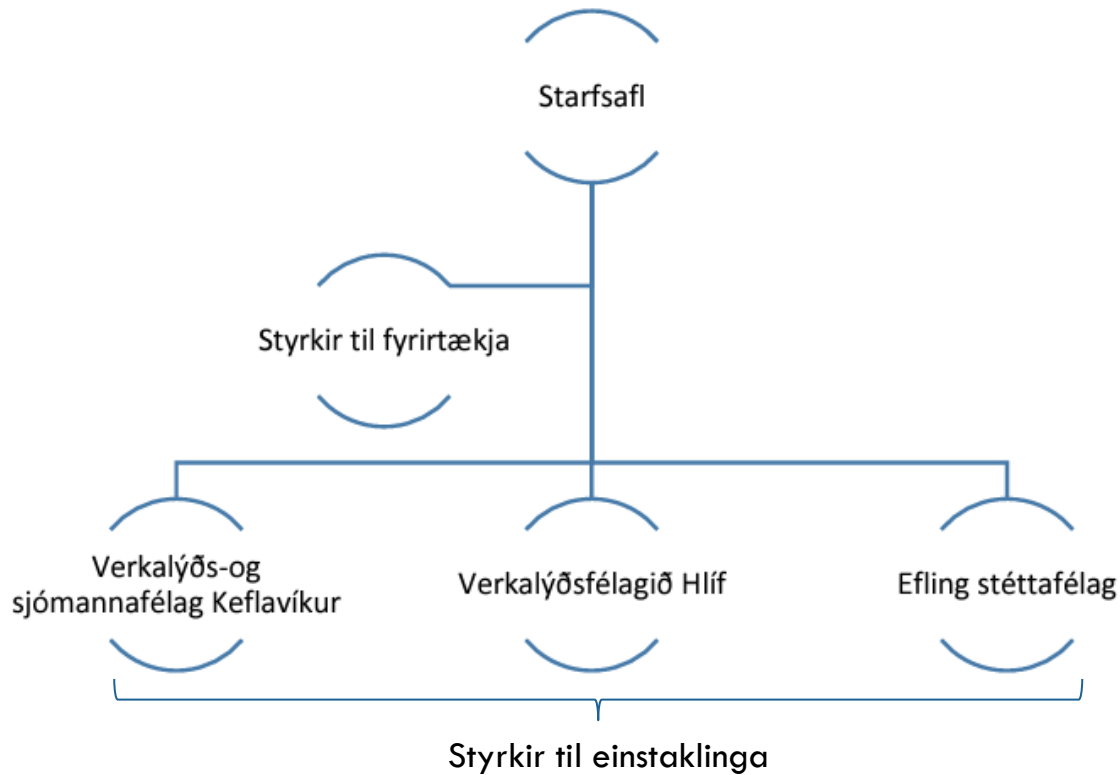 Starfsafl
Styrkir til fyrirtækja
Verkalýðs-og
sjómannafélag Keflavíkur
Verkalýðsfélagið Hlíf
Efling stéttafélag
Styrkir til einstaklinga